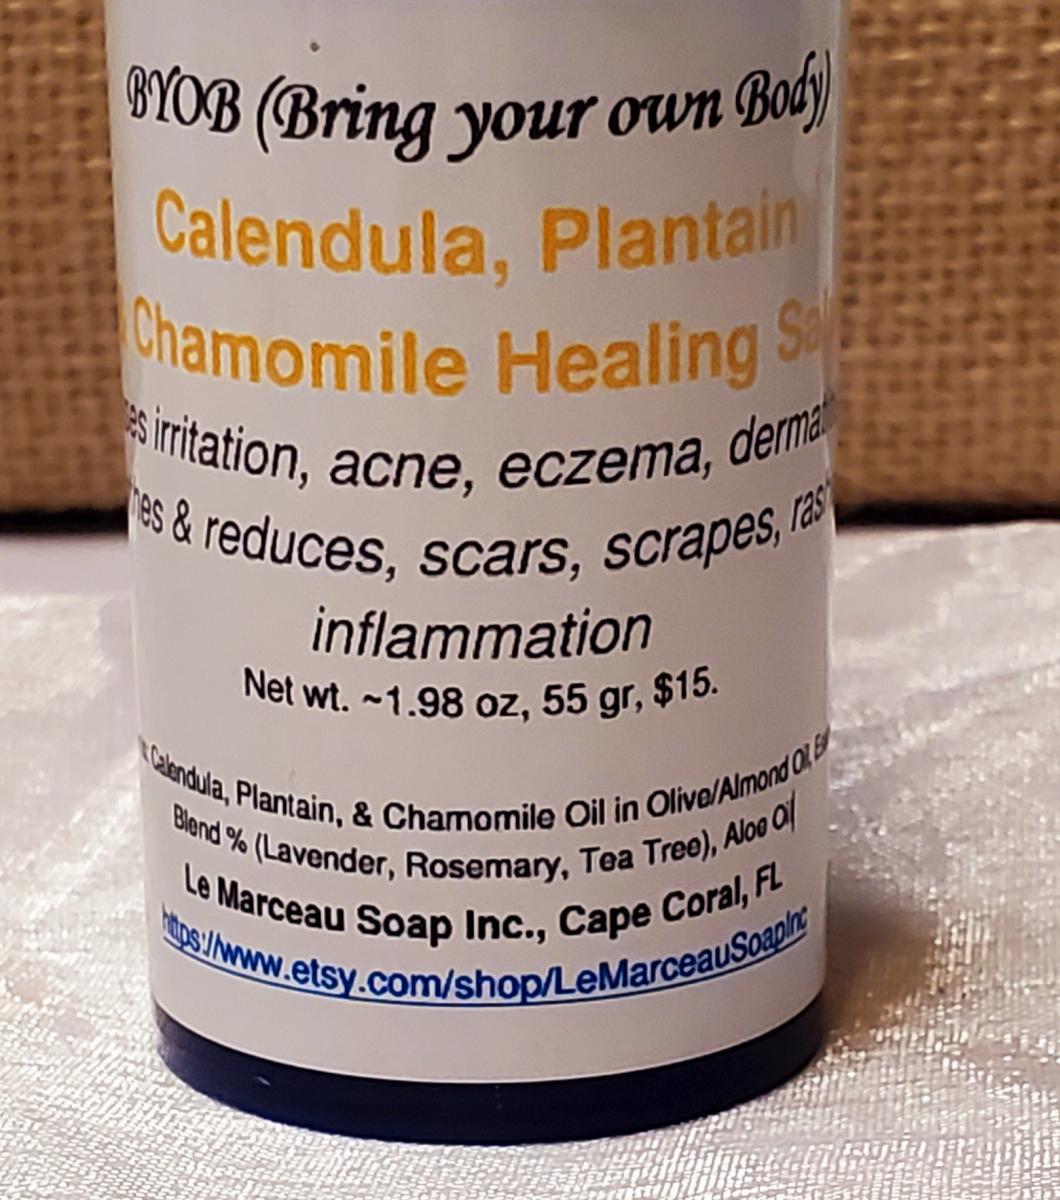 BYOB (Bring your own Body)
Calendula, Plantain
Chamomile Healing
irritation, acne, eczema,
& reduces, scars, scrapes,
inflammation
Net wt. ~1.98 oz, 55 gr, $15.
Calendula, Plantain, & Chamomile Oil in Olive/Almond Oil,
Blend % (Lavender, Rosemary, Tea Tree), Aloe Oil
Le Marceau Soap Inc., Cape Coral, FL
https://www.etsy.com/shop/LeMarceauSoapInc